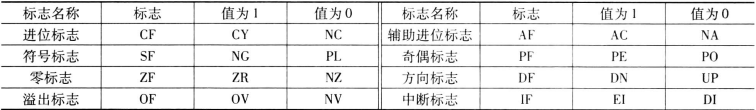 标志名称 标志 值为1 值为0 标志名称 标志 值为1 值为0
进位标志 CF CY NC 辅助进位标志 AF AC NA
符号标志 SF NG PL 奇偶标志 PF PE PO
零标志 ZF ZR NZ 方向标志 DF DN UP
溢出标志 OF OV NV 中断标志 IF EI DI